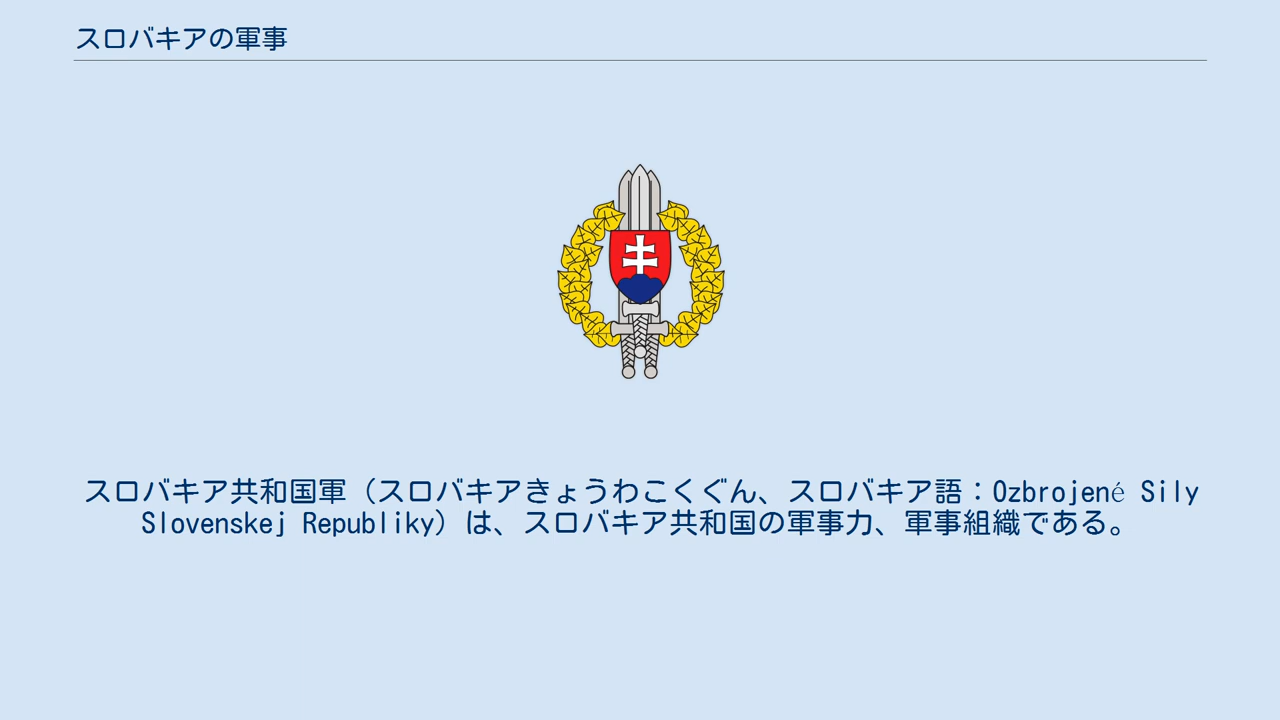 スロバキアの軍事
スロバキア共和国軍（スロバキアきょうわこくぐん、スロバキア語：Ozbrojené Sily
Slovenskej Republiky）は、スロバキア共和国の軍事力、軍事組織である。